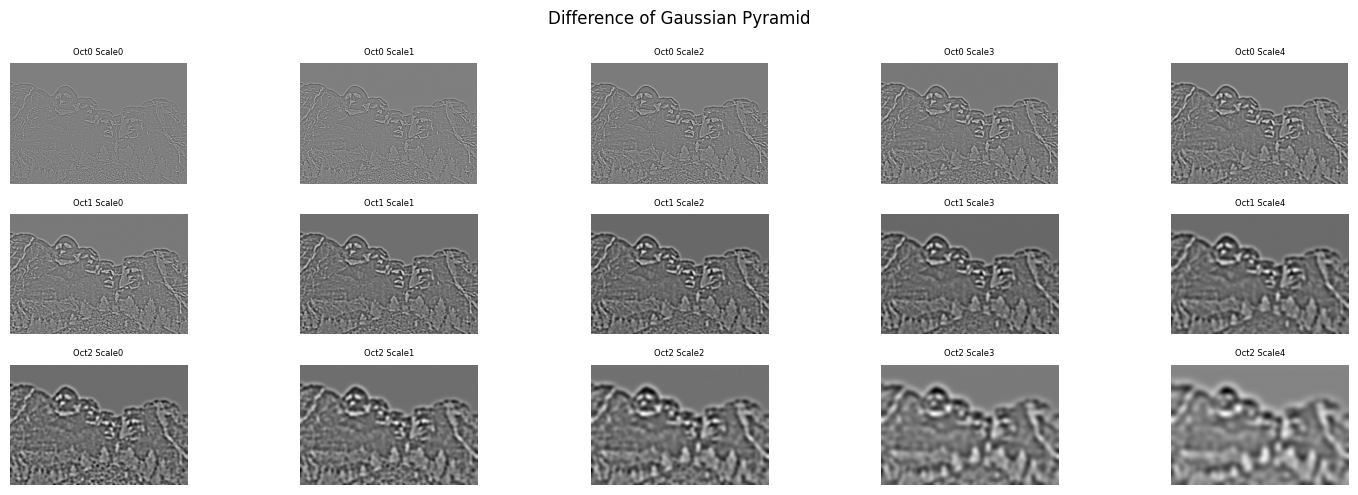 Difference of Gaussian Pyramid
Oct0 Scale0 Oct0 Scale1 Oct0 Scale2 Oct0 Scale3 Oct0 Scale4
Oct1 Scale0 Oct1 Scale1 Oct1 Scale2 Oct1 Scale3 Oct1 Scale4
Oct2 Scale0 Oct2 Scale1 Oct2 Scale2 Oct2 Scale3 Oct2 Scale4